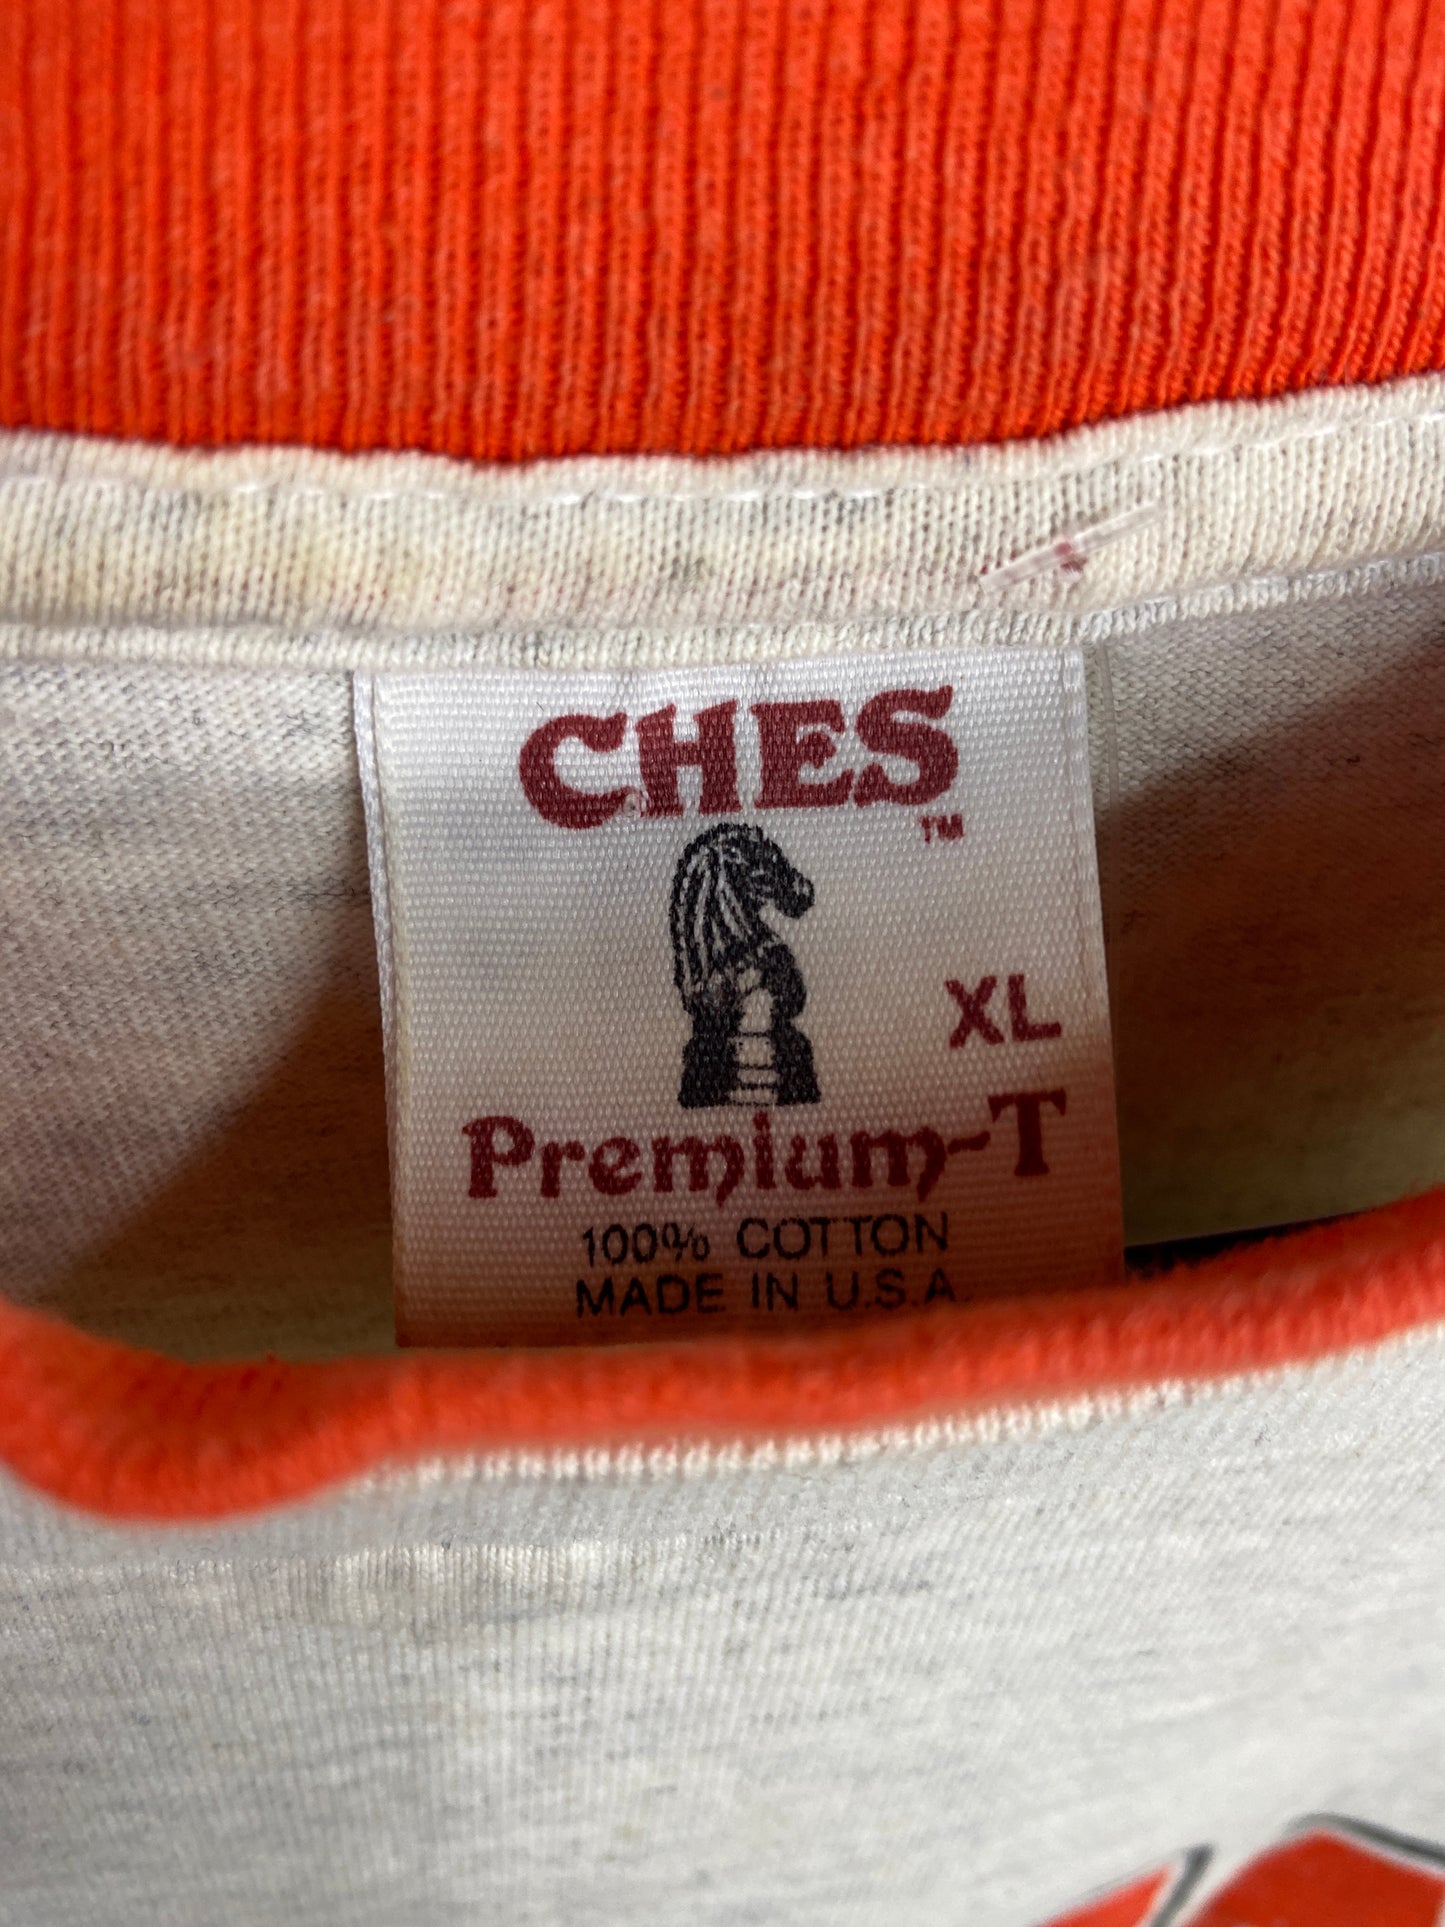 CHES
™
XL
Premium-T
100% COTTON
MADE IN U.S.A.